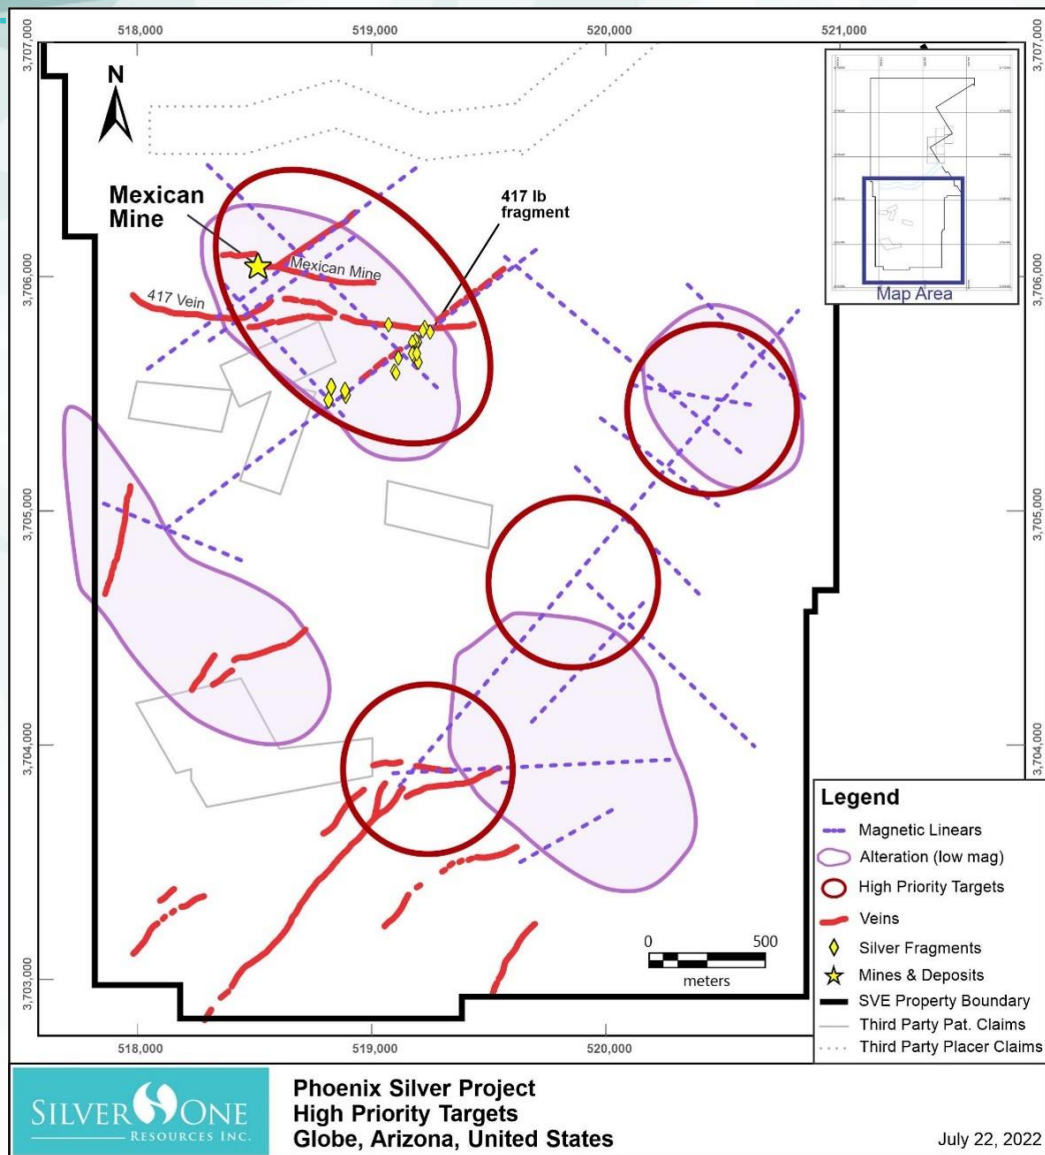 518,000
519,000
520,000
521,000
3,707,000
3,707,000
N
Mexican
Mine
417 lb
fragment
Mexican Mine
417 Vein
Map Area
3,706,000
3,706,000
3,705,000
3,705,000
3,704,000
3,704,000
3,703,000
Legend
Magnetic Linears
Alteration (low mag)
High Priority Targets
Veins
Silver Fragments
Mines & Deposits
SVE Property Boundary
Third Party Pat. Claims
Third Party Placer Claims
0 500
meters
518,000
519,000
520,000
SILVER ONE
RESOURCES INC.
Phoenix Silver Project
High Priority Targets
Globe, Arizona, United States
July 22, 2022